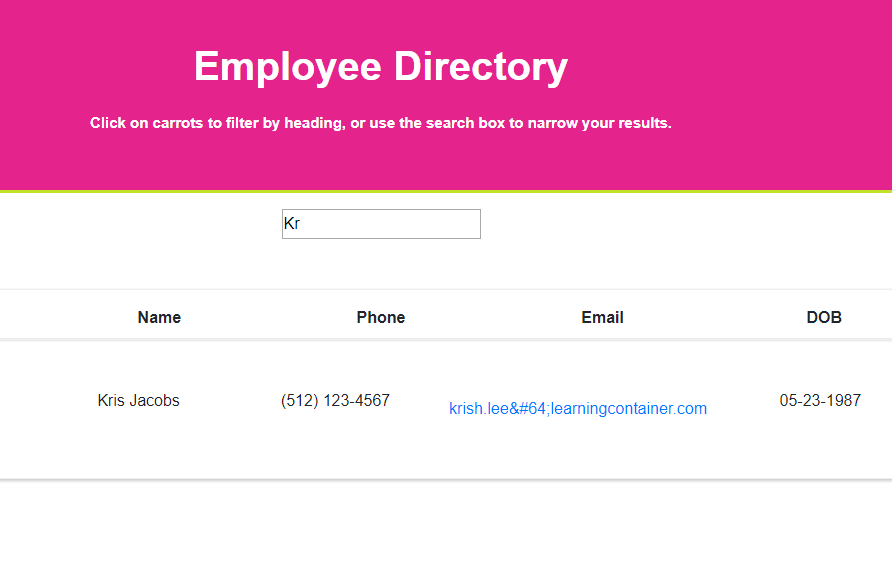 Employee Directory
Click on carrots to filter by heading, or use the search box to narrow your results.
Kr
Name Phone Email DOB
Kris Jacobs (512) 123-4567 krish.lee&#64;learningcontainer.com 05-23-1987